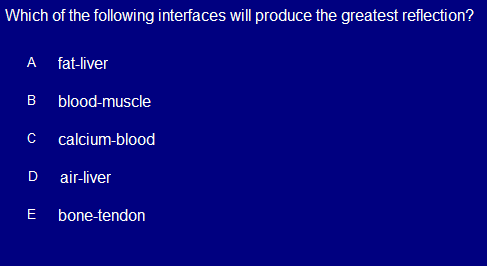 Which of the following interfaces will produce the greatest reflection?
A fat-liver
B blood-muscle
C calcium-blood
D air-liver
E bone-tendon